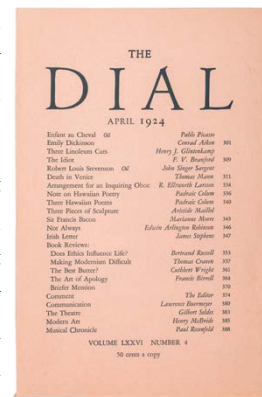 THE
DIAL
APRIL 1924
Enfant au Cheval Oil Pablo Picasso
Emily Dickinson Conrad Aiken 301
Three Linoleum Cuts Henry J. Glintenkamp
The Idiot F. V. Branford 309
Robert Louis Stevenson Oil John Singer Sargent
Death in Venice Thomas Mann 311
Arrangement for an Inquiring Oboe R. Ellsworth Larsson 334
Note on Hawaiian Poetry Padraic Colum 336
Three Hawaiian Poems Padraic Colum 340
Three Pieces of Sculpture Aristide Maillol
Sir Francis Bacon Marianne Moore 343
Not Always Edwin Arlington Robinson 346
Irish Letter James Stephens 347
Book Reviews:
Does Ethics Influence Life? Bertrand Russell 353
Making Modernism Difficult Thomas Craven 357
The Best Butter? Cuthbert Wright 361
The Art of Apology Francis Birrell 364
Briefer Mention 370
Comment The Editor 374
Communication Lawrence Buermeyer 380
The Theatre Gilbert Seldes 383
Modern Art Henry McBride 385
Musical Chronicle Paul Rosenfeld 388
VOLUME LXXVI NUMBER 4
50 cents a copy